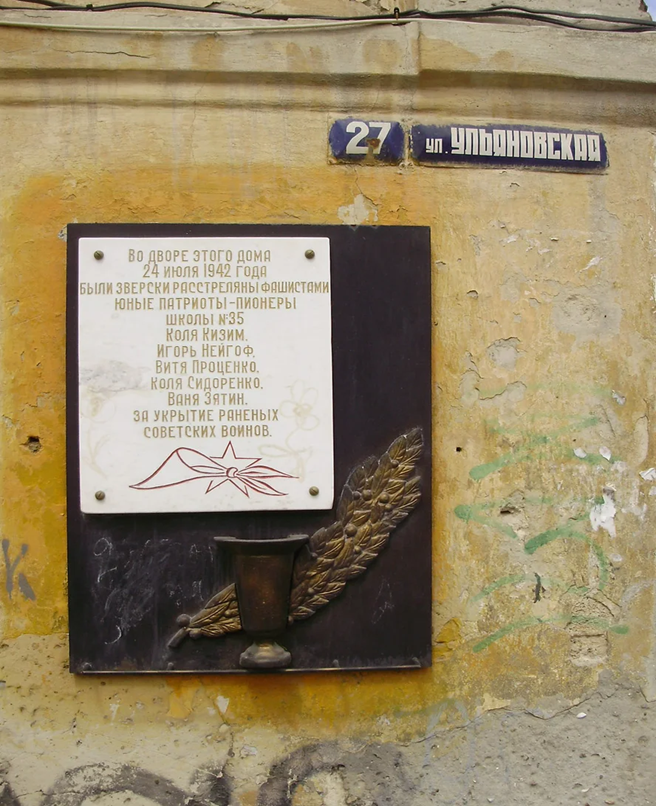 27 ул. УЛЬЯНОВСКАЯ
Во дворе этого дома
24 июля 1942 года
были зверски расстреляны фашистами
юные патриоты-пионеры
школы №35
Коля Кизим.
Игорь Нейгоф.
Витя Проценко.
Коля Сидоренко.
Ваня Зятин.
за укрытие раненых
советских воинов.